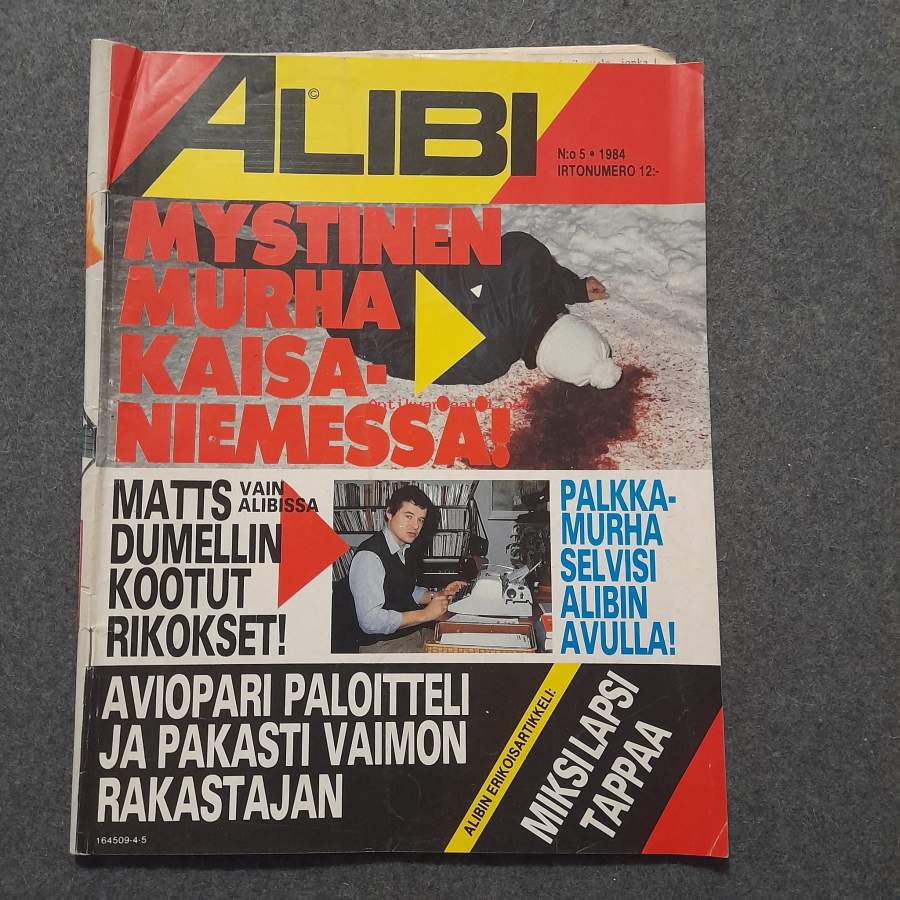 ALIBI
©
N:o 5 • 1984
IRTONUMERO 12:-
MYSTINEN
MURHA
KAISA-
NIEMESSÄ!
MATTS
DUMELLIN
KOOTUT
RIKOKSET!
VAIN
ALIBISSA
PALKKA-
MURHA
SELVISI
ALIBIN
AVULLA!
AVIOPARI PALOITTELI
JA PAKASTI VAIMON
RAKASTAJAN
ALIBIN ERIKOISARTIKKELI:
MIKSI LAPSI
TAPPAA
164509-4-5